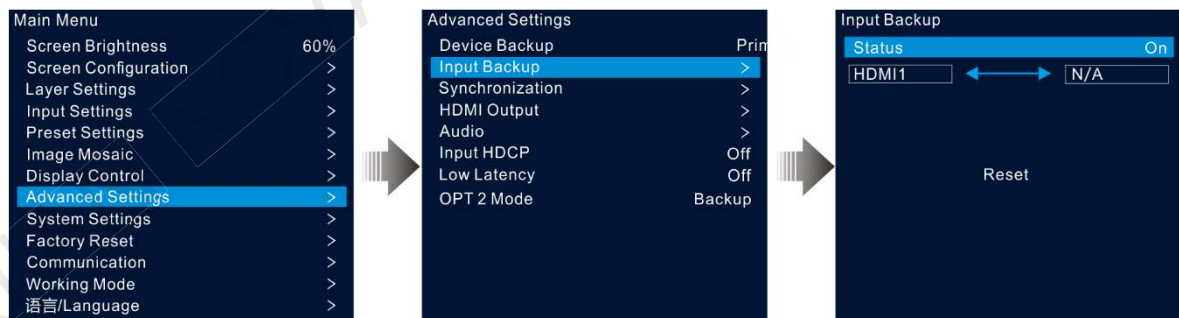 Main Menu
Screen Brightness 60%
Screen Configuration >
Layer Settings >
Input Settings >
Preset Settings >
Image Mosaic >
Display Control >
Advanced Settings >
System Settings >
Factory Reset >
Communication >
Working Mode >
语言/Language >
Advanced Settings
Device Backup Prim
Input Backup >
Synchronization >
HDMI Output >
Audio >
Input HDCP Off
Low Latency Off
OPT 2 Mode Backup
Input Backup
Status On
HDMI1 N/A
Reset